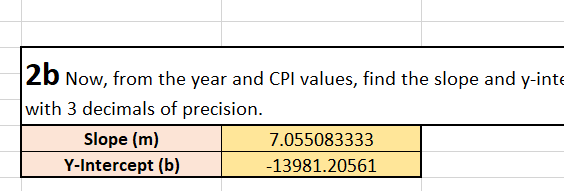 2b Now, from the year and CPI values, find the slope and
with 3 decimals of precision.
Slope (m) 7.055083333
Y-Intercept (b) -13981.20561